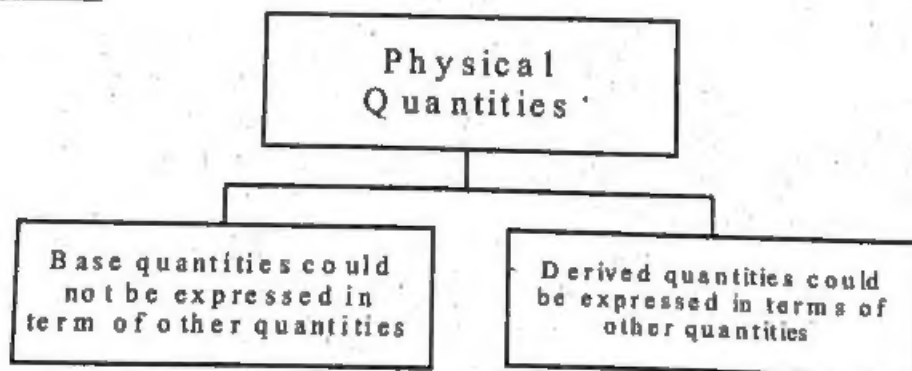 Physical
Quantities
Base quantities could
not be expressed in
term of other quantities
Derived quantities could
be expressed in terms of
other quantities